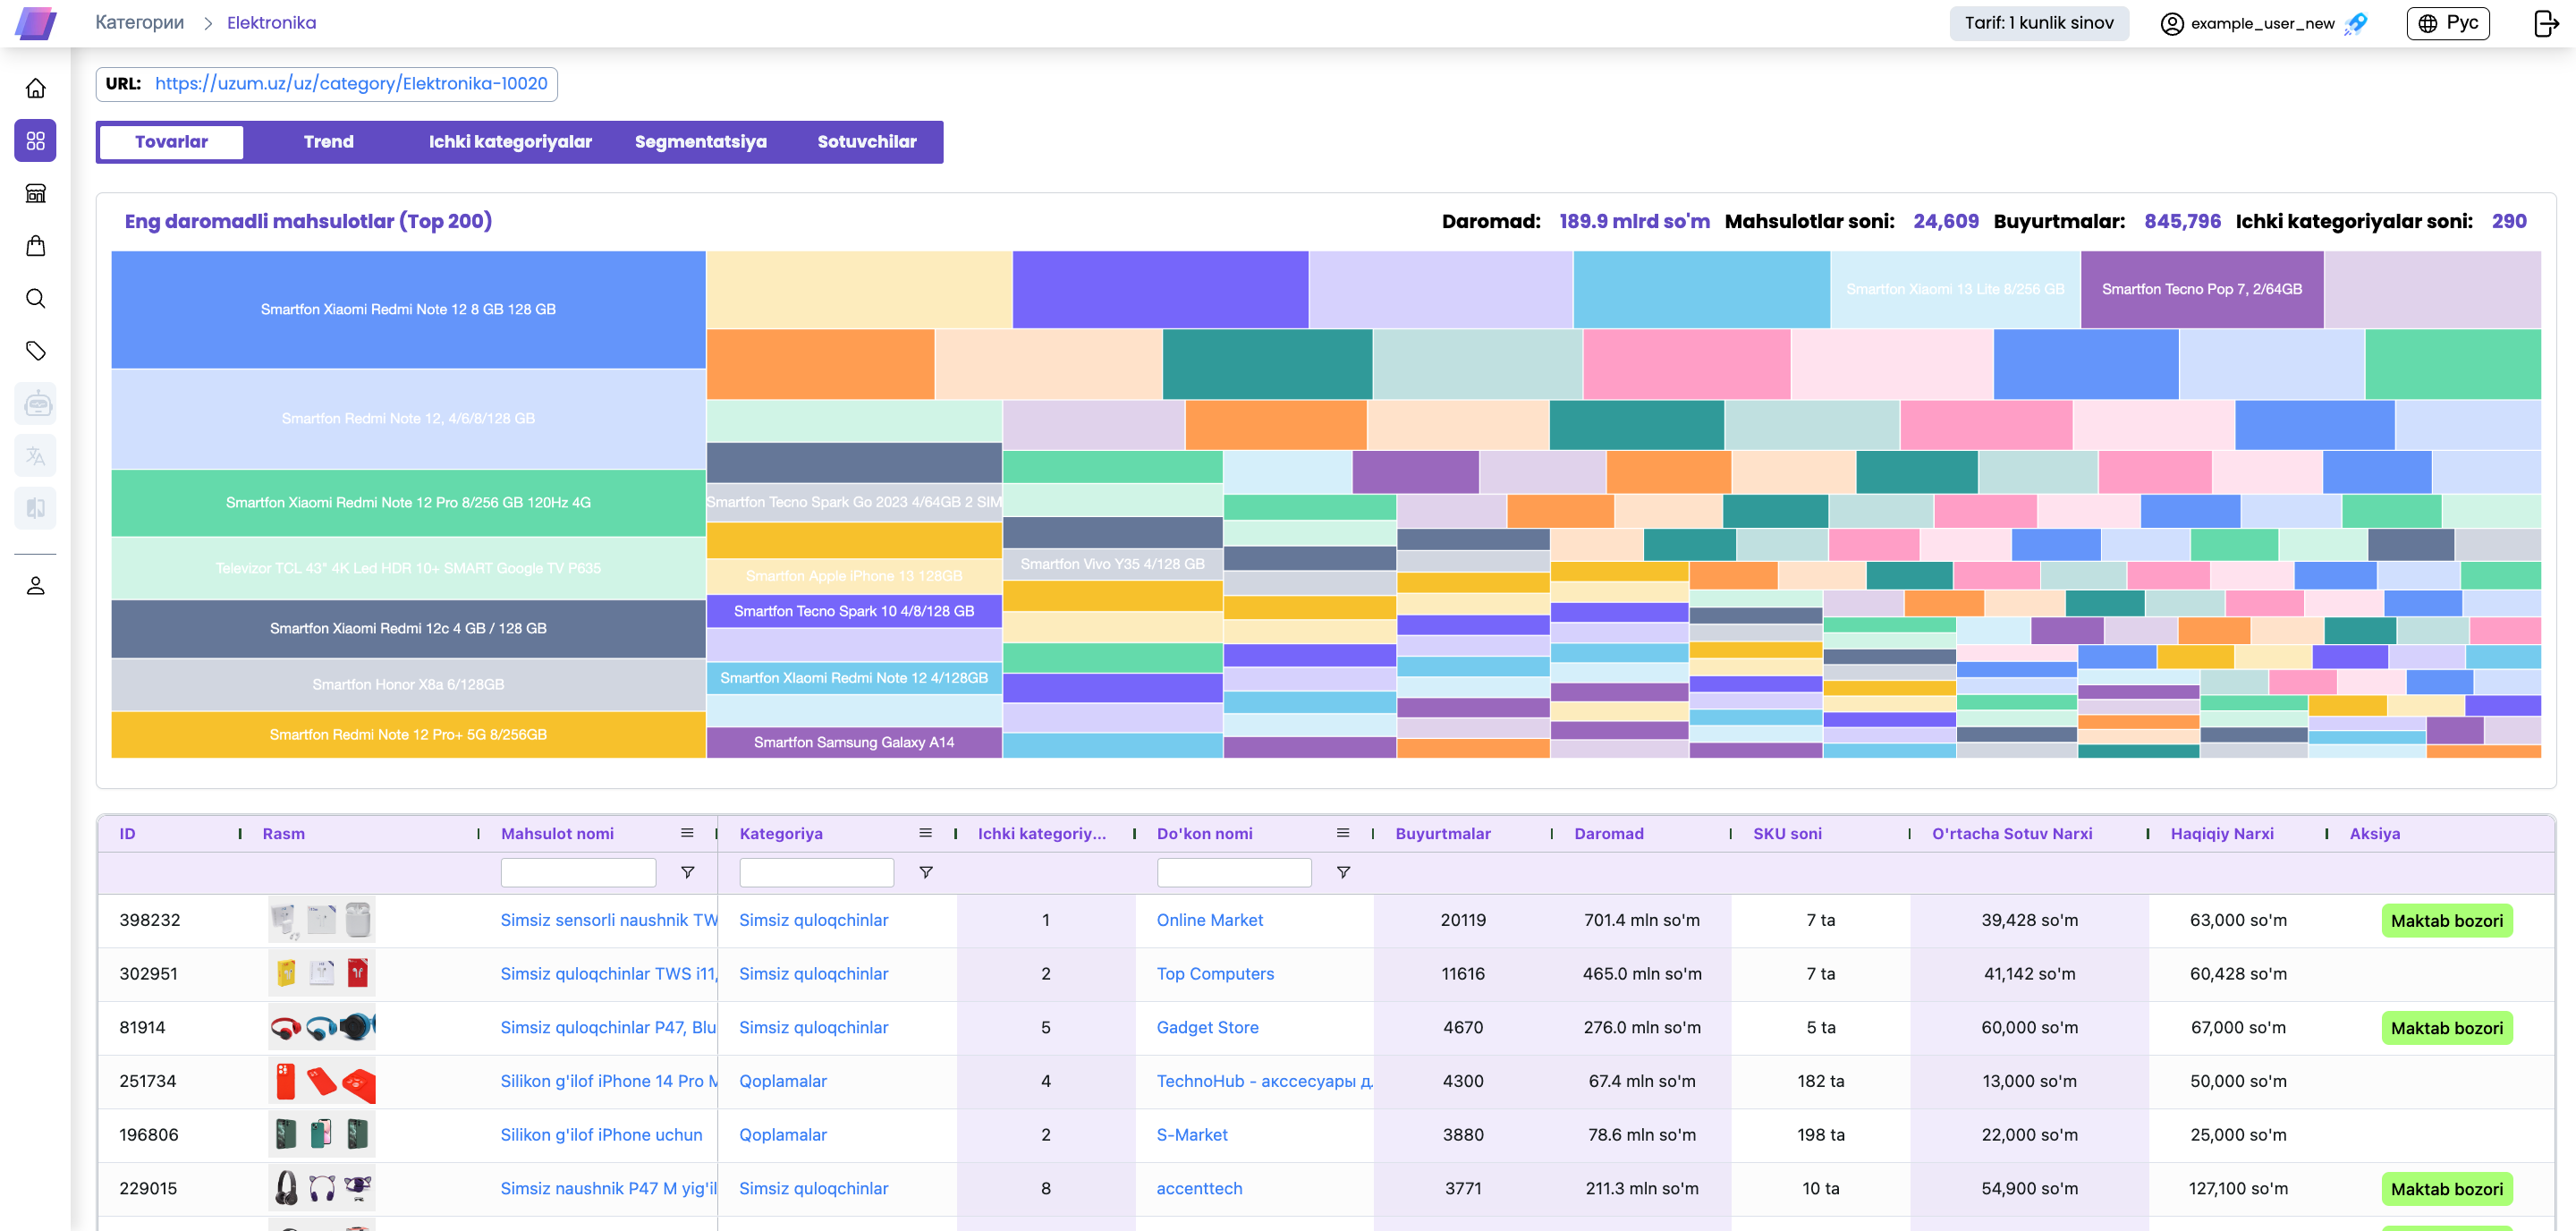 Категории > Elektronika
Tarif: 1 kunlik sinov
example_user_new
Рус
URL: https://uzum.uz/uz/category/Elektronika-10020
Tovarlar Trend Ichki kategoriyalar Segmentatsiya Sotuvchilar
Eng daromadli mahsulotlar (Top 200)
Daromad: 189.9 mlrd so'm Mahsulotlar soni: 24,609 Buyurtmalar: 845,796 Ichki kategoriyalar soni: 290
Smartfon Xiaomi Redmi Note 12 8 GB 128 GB
Smartfon Redmi Note 12, 4/6/8/128 GB
Smartfon Xiaomi Redmi Note 12 Pro 8/256 GB 120Hz 4G
Televizor TCL 43" 4K Led HDR 10+ SMART Google TV P635
Smartfon Xiaomi Redmi 12c 4 GB / 128 GB
Smartfon Honor X8a 6/128GB
Smartfon Redmi Note 12 Pro+ 5G 8/256GB
Smartfon Xiaomi 13 Lite 8/256 GB
Smartfon Tecno Pop 7, 2/64GB
Smartfon Tecno Spark Go 2023 4/64GB 2 SIM
Smartfon Apple iPhone 13 128GB
Smartfon Tecno Spark 10 4/8/128 GB
Smartfon XIaomi Redmi Note 12 4/128GB
Smartfon Samsung Galaxy A14
Smartfon Vivo Y35 4/128 GB
ID Rasm Mahsulot nomi Kategoriya Ichki kategoriy... Do'kon nomi Buyurtmalar Daromad SKU soni O'rtacha Sotuv Narxi Haqiqiy Narxi Aksiya
398232 Simsiz sensorli naushnik TW Simsiz quloqchinlar 1 Online Market 20119 701.4 mln so'm 7 ta 39,428 so'm 63,000 so'm Maktab bozori
302951 Simsiz quloqchinlar TWS i11, Simsiz quloqchinlar 2 Top Computers 11616 465.0 mln so'm 7 ta 41,142 so'm 60,428 so'm
81914 Simsiz quloqchinlar P47, Blu Simsiz quloqchinlar 5 Gadget Store 4670 276.0 mln so'm 5 ta 60,000 so'm 67,000 so'm Maktab bozori
251734 Silikon g'ilof iPhone 14 Pro M Qoplamalar 4 TechnoHub - акссесуары д. 4300 67.4 mln so'm 182 ta 13,000 so'm 50,000 so'm
196806 Silikon g'ilof iPhone uchun Qoplamalar 2 S-Market 3880 78.6 mln so'm 198 ta 22,000 so'm 25,000 so'm
229015 Simsiz naushnik P47 M yig'il Simsiz quloqchinlar 8 accenttech 3771 211.3 mln so'm 10 ta 54,900 so'm 127,100 so'm Maktab bozori